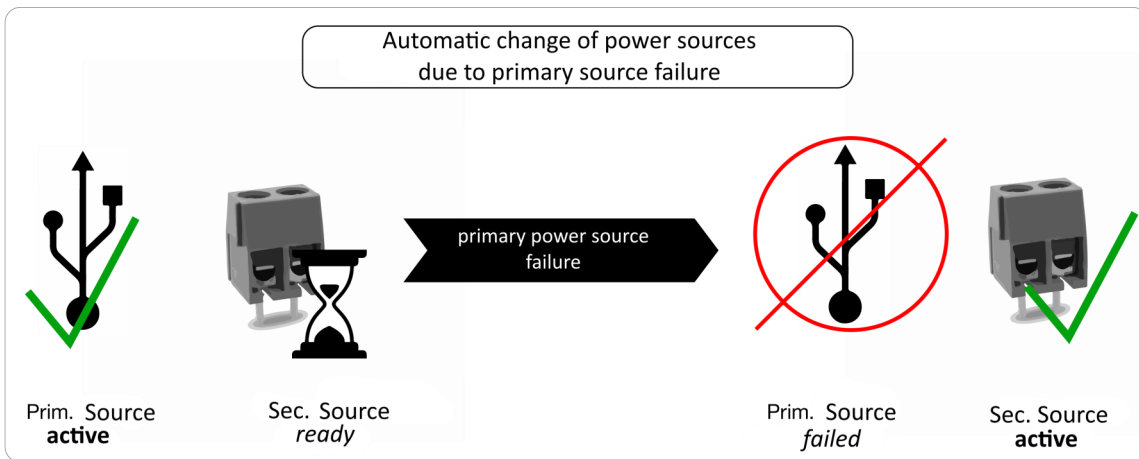 Automatic change of power sources
due to primary source failure
primary power source
failure
Prim. Source
active
Sec. Source
ready
Prim. Source
failed
Sec. Source
active